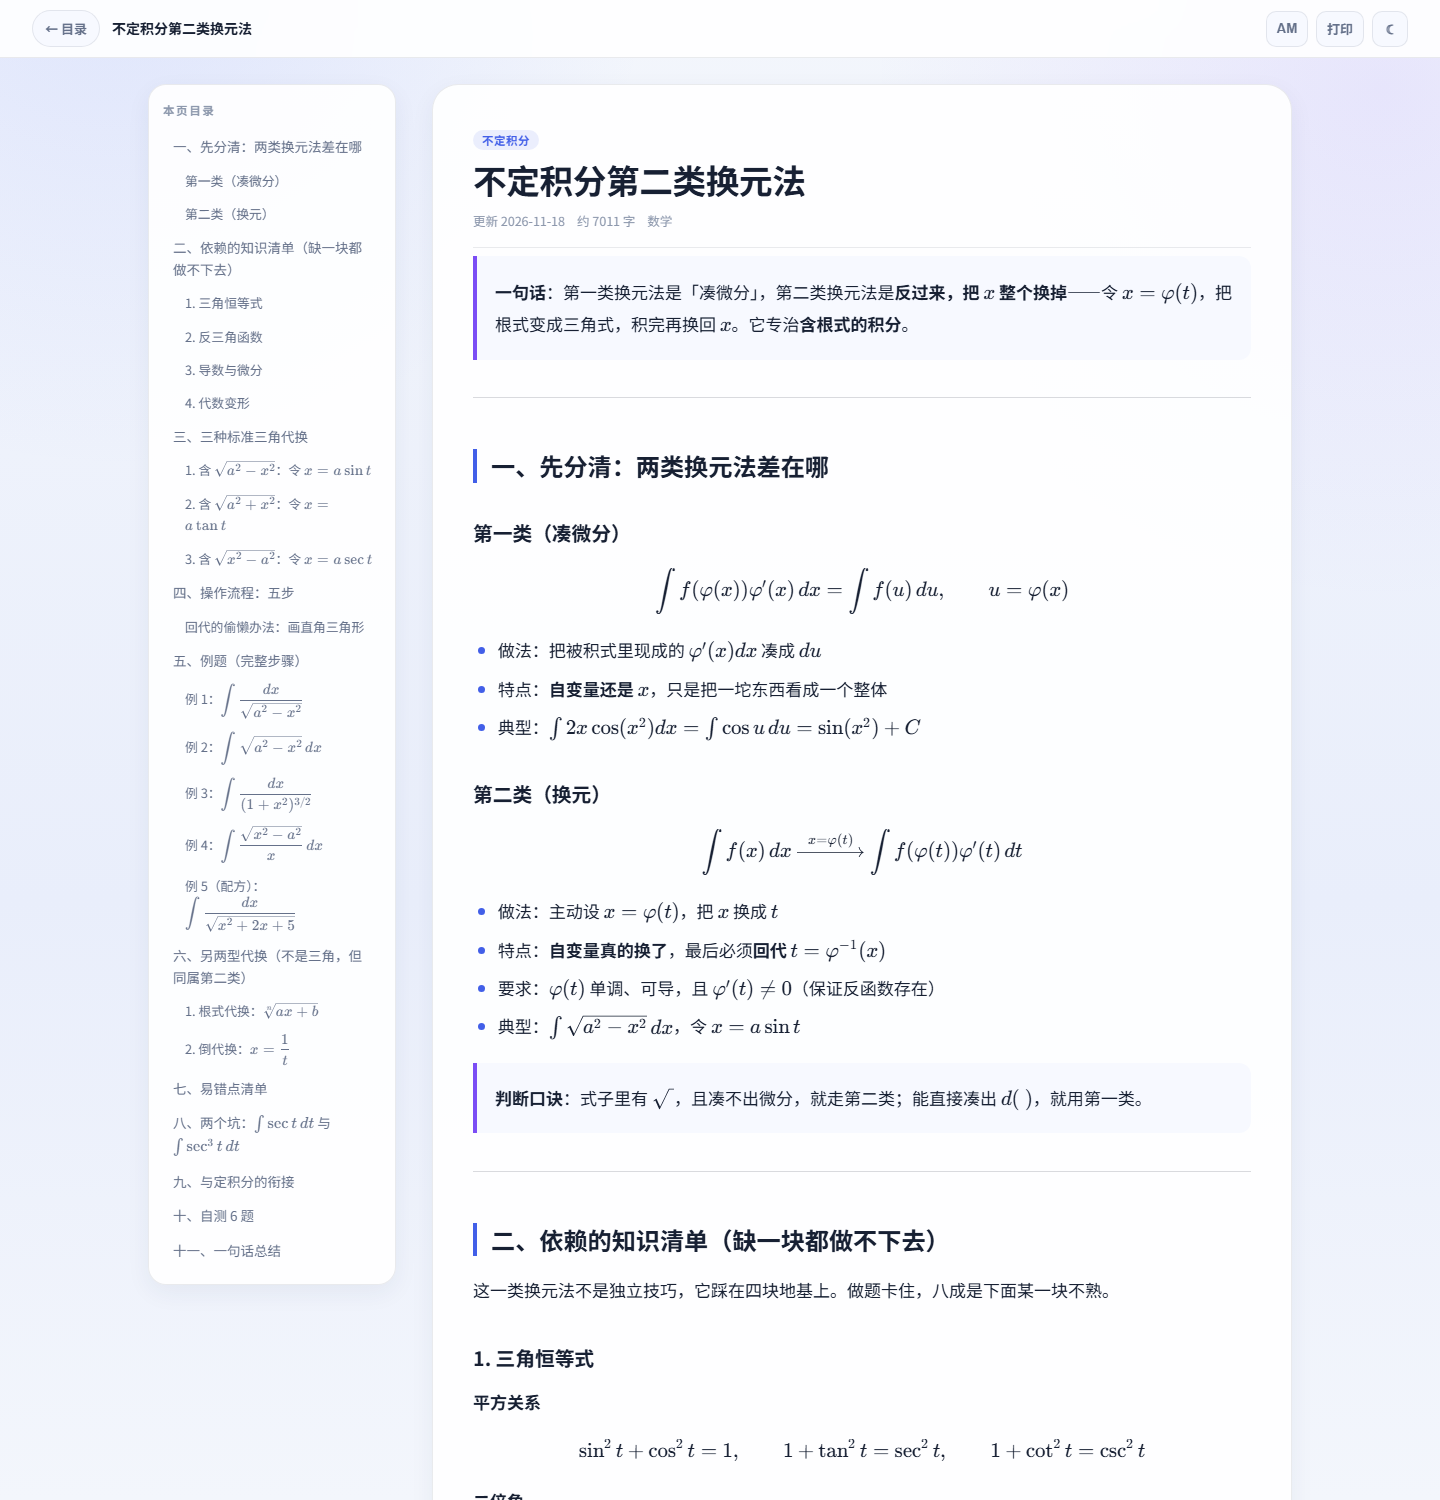 ← 目录 不定积分第二类换元法 AM 打印 ☾
本页目录
一、先分清：两类换元法差在哪
第一类（凑微分）
第二类（换元）
二、依赖的知识清单（缺一块都
做不下去）
1. 三角恒等式
2. 反三角函数
3. 导数与微分
4. 代数变形
三、三种标准三角代换
1. 含 √(a² − x²)：令 x = a sin t
2. 含 √(a² + x²)：令 x =
a tan t
3. 含 √(x² − a²)：令 x = a sec t
四、操作流程：五步
回代的偷懒办法：画直角三角形
五、例题（完整步骤）
例 1：∫ dx/√(a² − x²)
例 2：∫ √(a² − x²) dx
例 3：∫ dx/(1 + x²)^(3/2)
例 4：∫ √(x² − a²)/x dx
例 5（配方）：
∫ dx/√(x² + 2x + 5)
六、另两型代换（不是三角，但
同属第二类）
1. 根式代换：ⁿ√(ax + b)
2. 倒代换：x = 1/t
七、易错点清单
八、两个坑：∫ sec t dt 与
∫ sec³ t dt
九、与定积分的衔接
十、自测 6 题
十一、一句话总结
不定积分
不定积分第二类换元法
更新 2026-11-18 约 7011 字 数学
一句话：第一类换元法是「凑微分」，第二类换元法是反过来，把 x 整个换掉——令 x = φ(t)，把
根式变成三角式，积完再换回 x。它专治含根式的积分。
一、先分清：两类换元法差在哪
第一类（凑微分）
∫ f(φ(x))φ′(x) dx = ∫ f(u) du, u = φ(x)
做法：把被积式里现成的 φ′(x)dx 凑成 du
特点：自变量还是 x，只是把一坨东西看成一个整体
典型：∫ 2x cos(x²)dx = ∫ cos u du = sin(x²) + C
第二类（换元）
∫ f(x) dx —x=φ(t)→ ∫ f(φ(t))φ′(t) dt
做法：主动设 x = φ(t)，把 x 换成 t
特点：自变量真的换了，最后必须回代 t = φ⁻¹(x)
要求：φ(t) 单调、可导，且 φ′(t) ≠ 0（保证反函数存在）
典型：∫ √(a² − x²) dx，令 x = a sin t
判断口诀：式子里有 √ ，且凑不出微分，就走第二类；能直接凑出 d( )，就用第一类。
二、依赖的知识清单（缺一块都做不下去）
这一类换元法不是独立技巧，它踩在四块地基上。做题卡住，八成是下面某一块不熟。
1. 三角恒等式
平方关系
sin² t + cos² t = 1, 1 + tan² t = sec² t, 1 + cot² t = csc² t